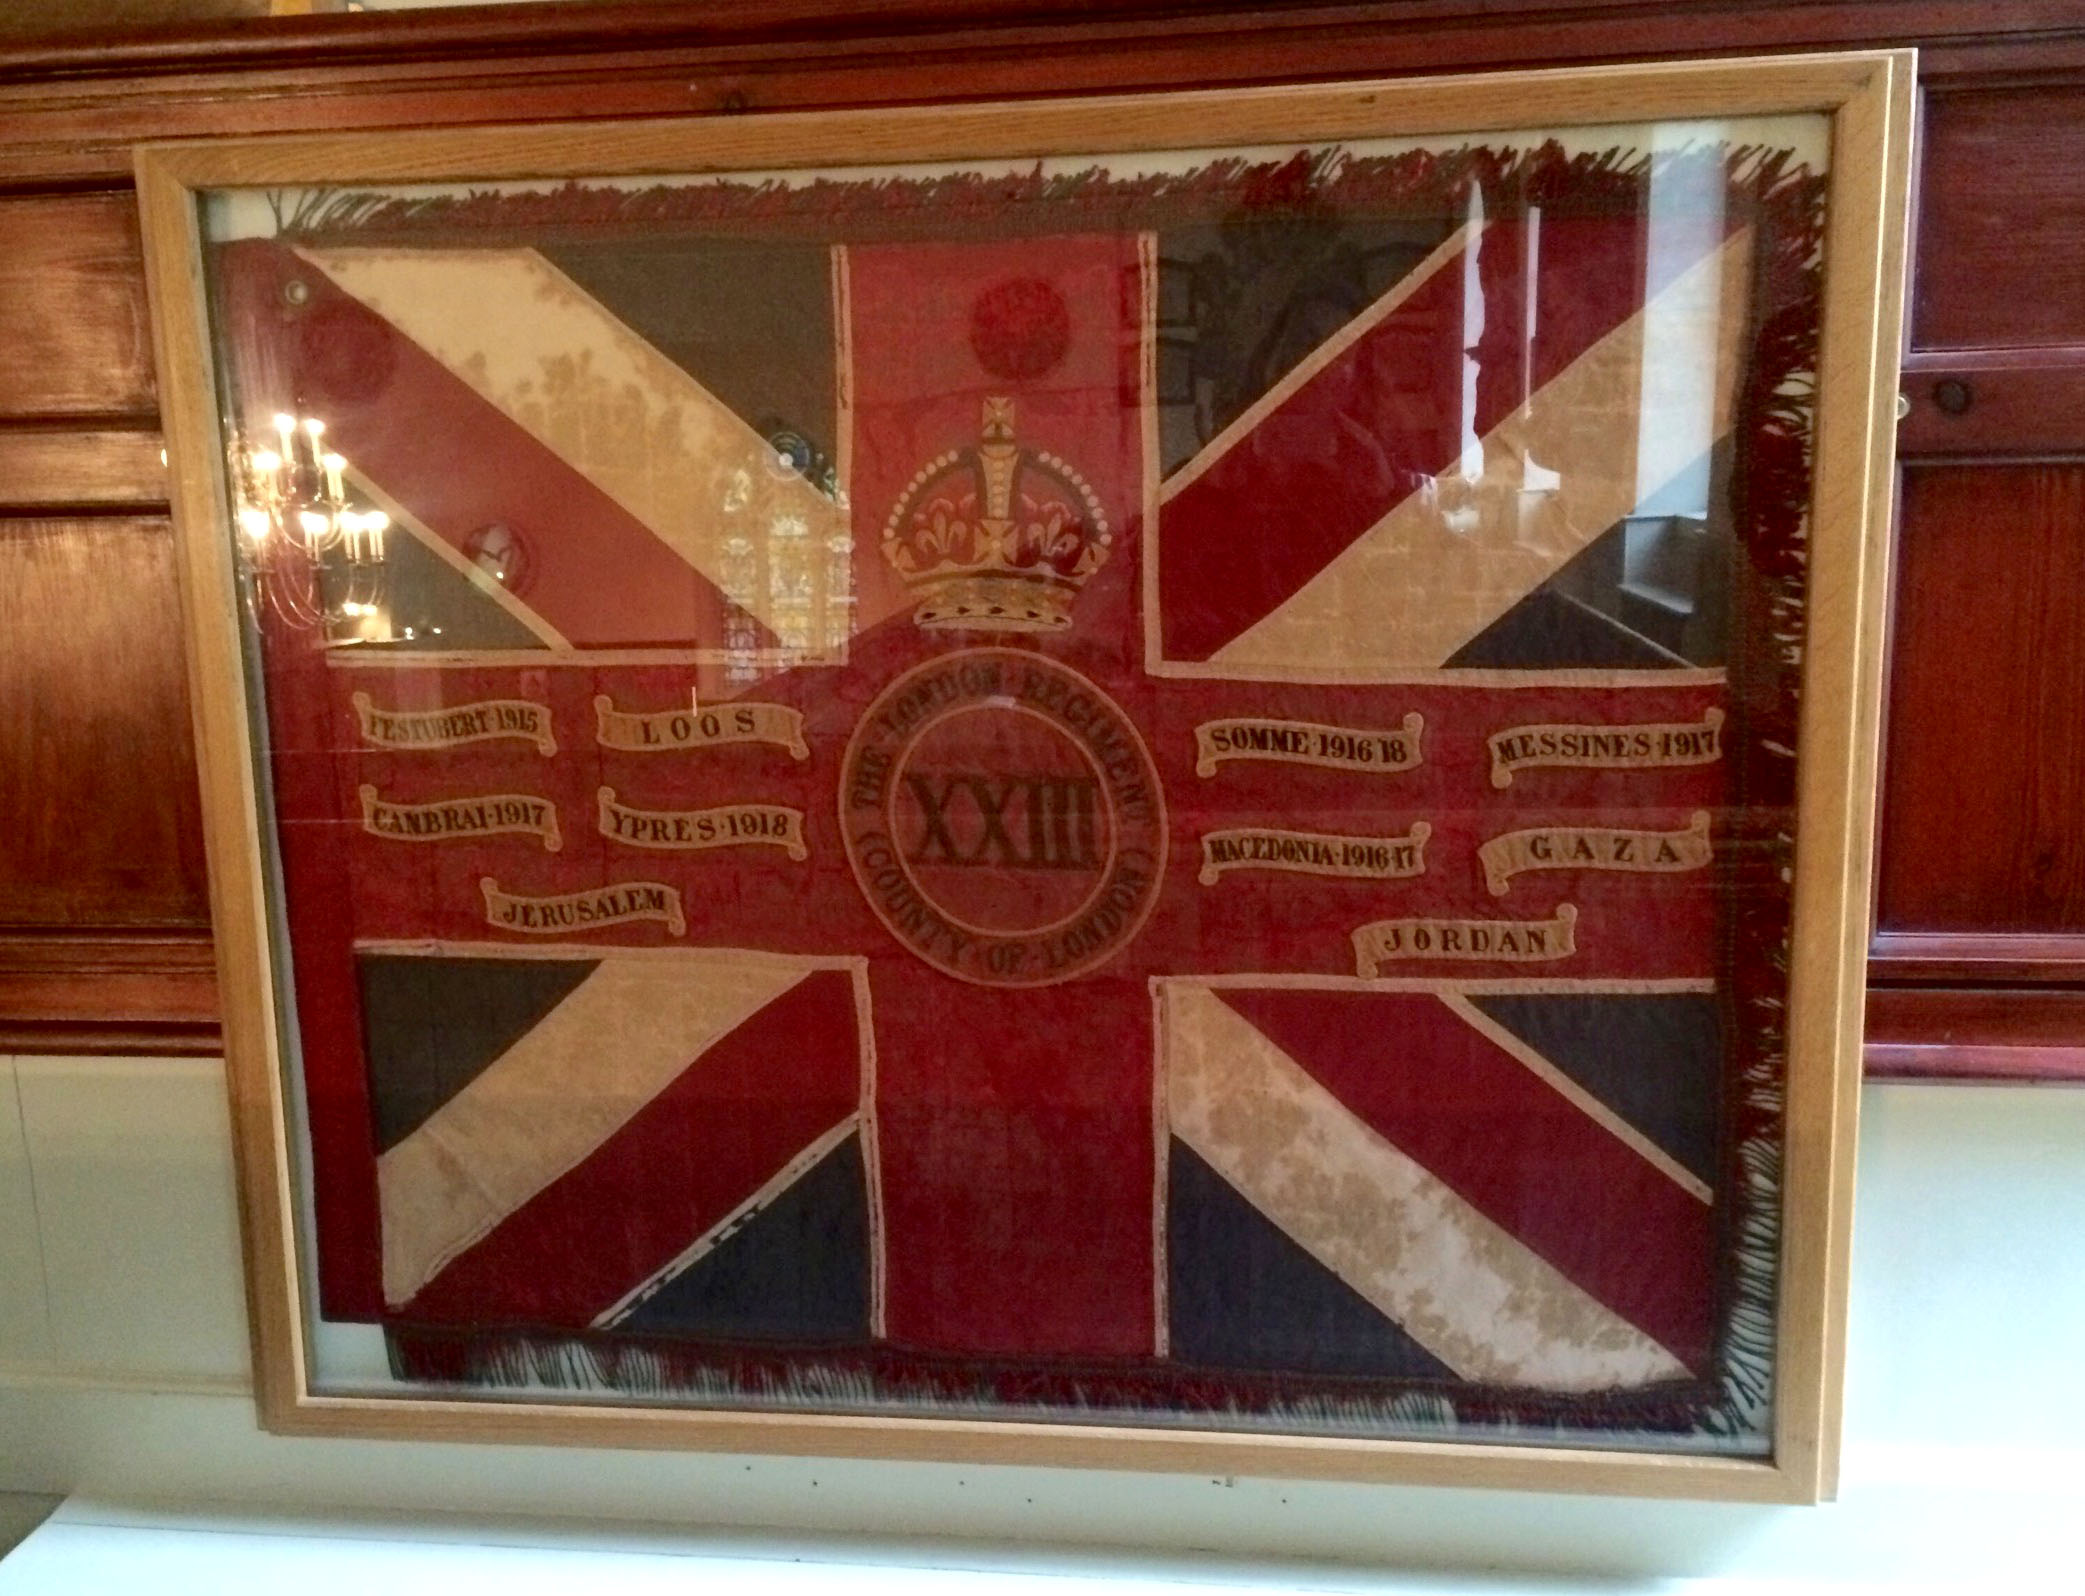 FESTUBERT·1915
LOOS
CANBRAI·1917
YPRES·1918
JERUSALEM
THE·LONDON·REGIMENT
XXIII
(COUNTY·OF·LONDON)
SOMME·1916·18
MESSINES·1917
MACEDONIA·1916·17
GAZA
JORDAN